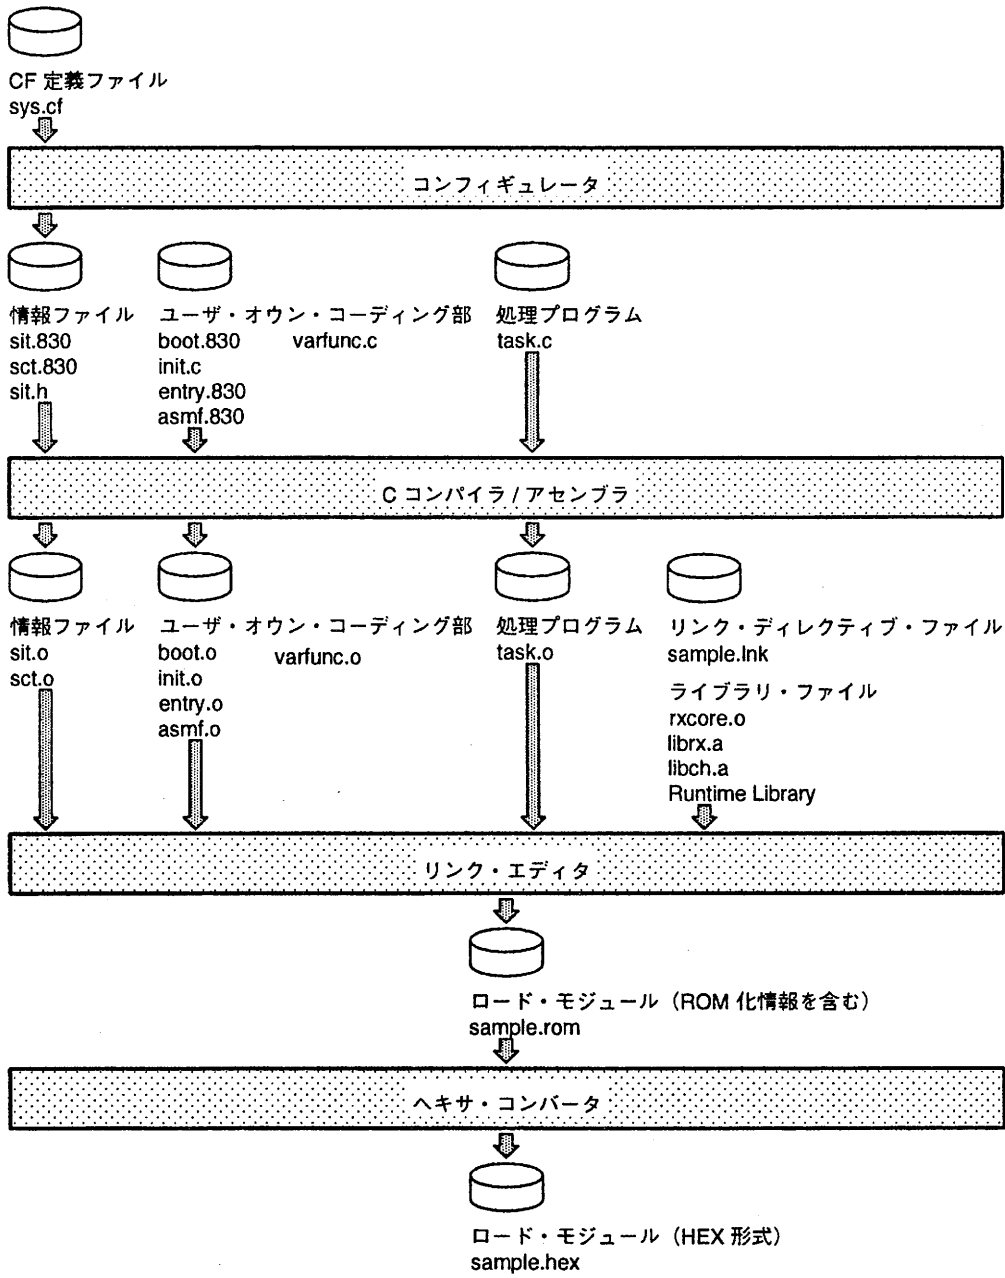 CF 定義ファイル
sys.cf
コンフィギュレータ
情報ファイル
sit.830
sct.830
sit.h
ユーザ・オウン・コーディング部
boot.830 varfunc.c
init.c
entry.830
asmf.830
処理プログラム
task.c
C コンパイラ / アセンブラ
情報ファイル
sit.o
sct.o
ユーザ・オウン・コーディング部
boot.o varfunc.o
init.o
entry.o
asmf.o
処理プログラム
task.o
リンク・ディレクティブ・ファイル
sample.lnk
ライブラリ・ファイル
rxcore.o
librx.a
libch.a
Runtime Library
リンク・エディタ
ロード・モジュール（ROM 化情報を含む）
sample.rom
ヘキサ・コンバータ
ロード・モジュール（HEX 形式）
sample.hex